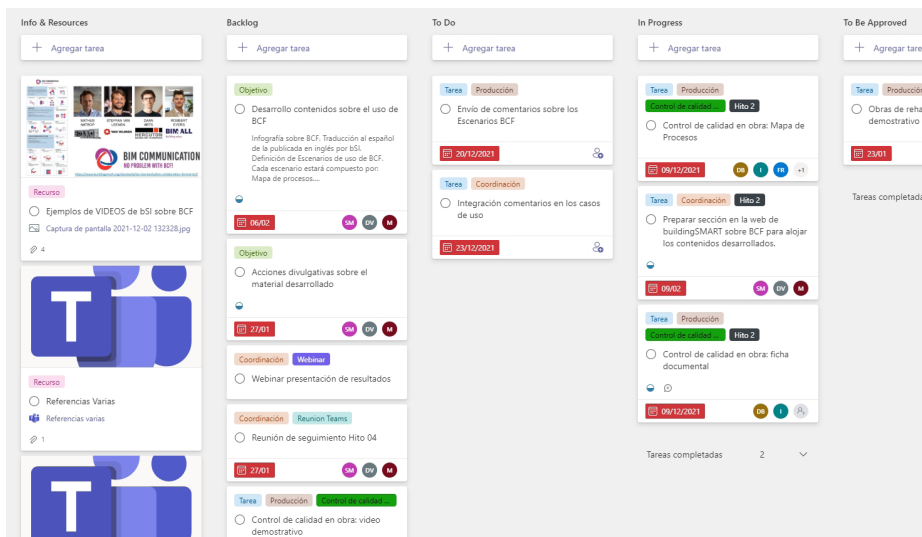 Info & Resources
Agregar tarea
BIM COMMUNICATION
NO PROBLEM WITH BCF!
BIM ALL
Recurso
Ejemplos de VIDEOS de bSI sobre BCF
Captura de pantalla 2021-12-02 132328.jpg
4
Recurso
Referencias Varias
Referencias varias
1
Backlog
Agregar tarea
Objetivo
Desarrollo contenidos sobre el uso de
BCF
Infografía sobre BCF. Traducción al español
de la publicada en inglés por bSI.
Definición de Escenarios de uso de BCF.
Cada escenario estará compuesto por:
Mapa de procesos....
06/02 SM DV M
Objetivo
Acciones divulgativas sobre el
material desarrollado
27/01 SM DV M
Coordinación Webinar
Webinar presentación de resultados
Coordinación Reunion Teams
Reunión de seguimiento Hito 04
27/01 SM DV M
Tarea Producción Control de calidad ...
Control de calidad en obra: video
demostrativo
To Do
Agregar tarea
Tarea Producción
Envío de comentarios sobre los
Escenarios BCF
20/12/2021
Tarea Coordinación
Integración comentarios en los casos
de uso
23/12/2021
In Progress
Agregar tarea
Tarea Producción
Control de calidad ... Hito 2
Control de calidad en obra: Mapa de
Procesos
09/12/2021 DB I FR +1
Tarea Coordinación Hito 2
Preparar sección en la web de
buildingSMART sobre BCF para alojar
los contenidos desarrollados.
09/02 SM DV M
Tarea Producción
Control de calidad ... Hito 2
Control de calidad en obra: ficha
documental
09/12/2021 DB I
Tareas completadas 2
To Be Approved
Agregar tare
Tarea Producción
Obras de reha
demostrativo
23/01
Tareas completada